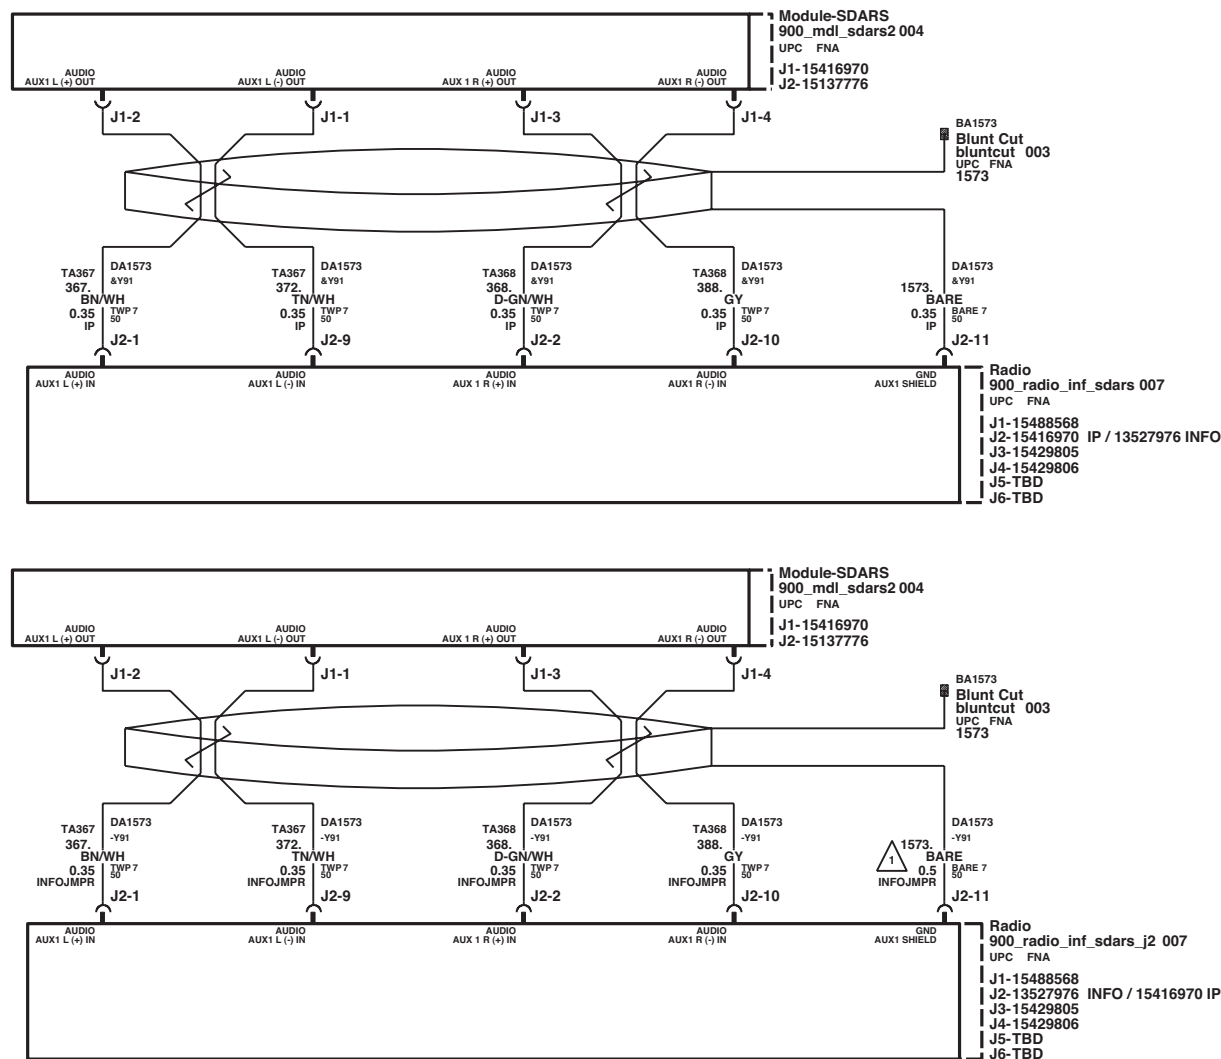 Module-SDARS
900_mdl_sdars2 004
UPC FNA
J1-15416970
J2-15137776
AUDIO
AUX1 L (+) OUT
AUDIO
AUX1 L (-) OUT
AUDIO
AUX 1 R (+) OUT
AUDIO
AUX1 R (-) OUT
J1-2
J1-1
J1-3
J1-4
BA1573
Blunt Cut
bluntcut 003
UPC FNA
1573
TA367
367.
BN/WH
0.35
IP
DA1573
&Y91
TWP 7
50
J2-1
TA367
372.
TN/WH
0.35
IP
DA1573
&Y91
TWP 7
50
J2-9
TA368
368.
D-GN/WH
0.35
IP
DA1573
&Y91
TWP 7
50
J2-2
TA368
388.
GY
0.35
IP
DA1573
&Y91
TWP 7
50
J2-10
1573.
BARE
0.35
IP
DA1573
&Y91
BARE 7
50
J2-11
AUDIO
AUX1 L (+) IN
AUDIO
AUX1 L (-) IN
AUDIO
AUX 1 R (+) IN
AUDIO
AUX1 R (-) IN
GND
AUX1 SHIELD
Radio
900_radio_inf_sdars 007
UPC FNA
J1-15488568
J2-15416970 IP / 13527976 INFO
J3-15429805
J4-15429806
J5-TBD
J6-TBD
Module-SDARS
900_mdl_sdars2 004
UPC FNA
J1-15416970
J2-15137776
AUDIO
AUX1 L (+) OUT
AUDIO
AUX1 L (-) OUT
AUDIO
AUX 1 R (+) OUT
AUDIO
AUX1 R (-) OUT
J1-2
J1-1
J1-3
J1-4
BA1573
Blunt Cut
bluntcut 003
UPC FNA
1573
TA367
367.
BN/WH
0.35
INFOJMPR
DA1573
-Y91
TWP 7
50
J2-1
TA367
372.
TN/WH
0.35
INFOJMPR
DA1573
-Y91
TWP 7
50
J2-9
TA368
368.
D-GN/WH
0.35
INFOJMPR
DA1573
-Y91
TWP 7
50
J2-2
TA368
388.
GY
0.35
INFOJMPR
DA1573
-Y91
TWP 7
50
J2-10
1
1573.
BARE
0.5
INFOJMPR
DA1573
-Y91
BARE 7
50
J2-11
AUDIO
AUX1 L (+) IN
AUDIO
AUX1 L (-) IN
AUDIO
AUX 1 R (+) IN
AUDIO
AUX1 R (-) IN
GND
AUX1 SHIELD
Radio
900_radio_inf_sdars_j2 007
UPC FNA
J1-15488568
J2-13527976 INFO / 15416970 IP
J3-15429805
J4-15429806
J5-TBD
J6-TBD